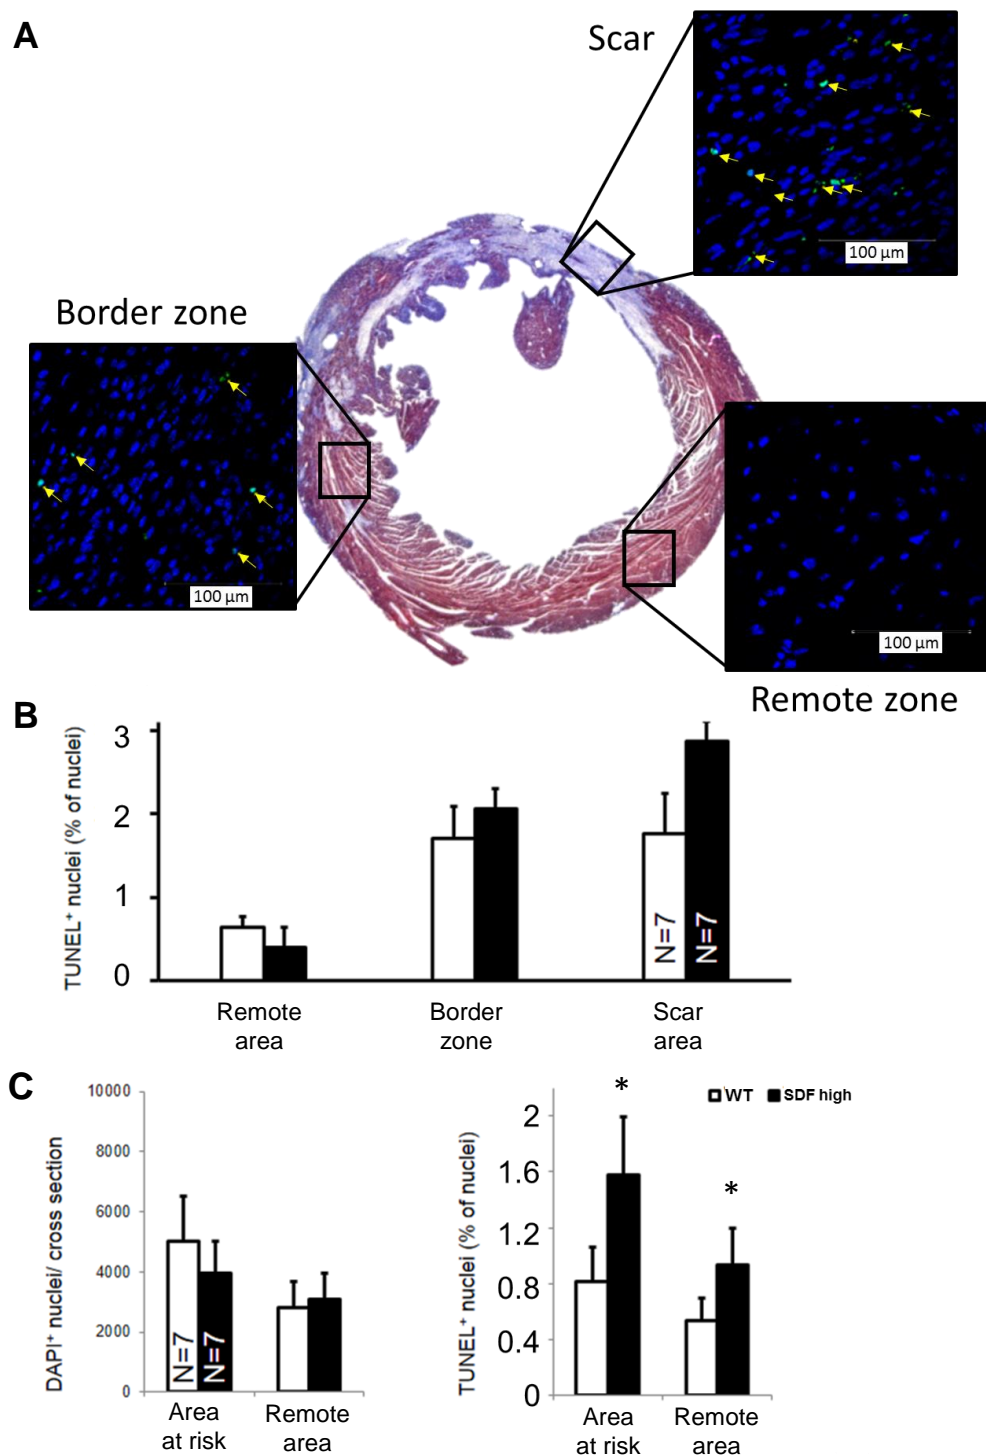 A
Scar
100 µm
Border zone
100 µm
100 µm
Remote zone
B
TUNEL⁺ nuclei (% of nuclei)
3
2
1
0
N=7
N=7
Remote
area
Border
zone
Scar
area
C
DAPI⁺ nuclei/ cross section
10000
8000
6000
4000
2000
0
N=7
N=7
Area
at risk
Remote
area
TUNEL⁺ nuclei (% of nuclei)
2
1.6
1.2
0.8
0.4
0
*
*
WT
SDF high
Area
at risk
Remote
area